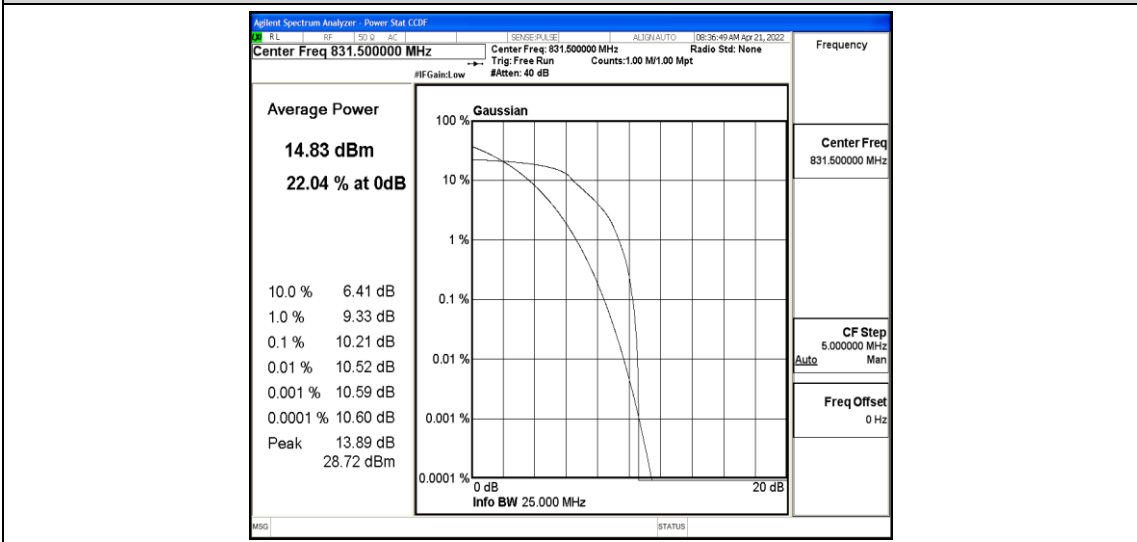 Agilent Spectrum Analyzer - Power Stat CCDF
LXI RL RF 50 Ω AC SENSE:PULSE ALIGNAUTO 08:36:49 AM Apr 21, 2022
Center Freq 831.500000 MHz
Center Freq: 831.500000 MHz Radio Std: None
Trig: Free Run Counts:1.00 M/1.00 Mpt
#IFGain:Low #Atten: 40 dB
Average Power
14.83 dBm
22.04 % at 0dB
10.0 % 6.41 dB
1.0 % 9.33 dB
0.1 % 10.21 dB
0.01 % 10.52 dB
0.001 % 10.59 dB
0.0001 % 10.60 dB
Peak 13.89 dB
28.72 dBm
Gaussian
100 %
10 %
1 %
0.1 %
0.01 %
0.001 %
0.0001 %
0 dB 20 dB
Info BW 25.000 MHz
Frequency
Center Freq
831.500000 MHz
CF Step
5.000000 MHz
Auto Man
Freq Offset
0 Hz
MSG STATUS